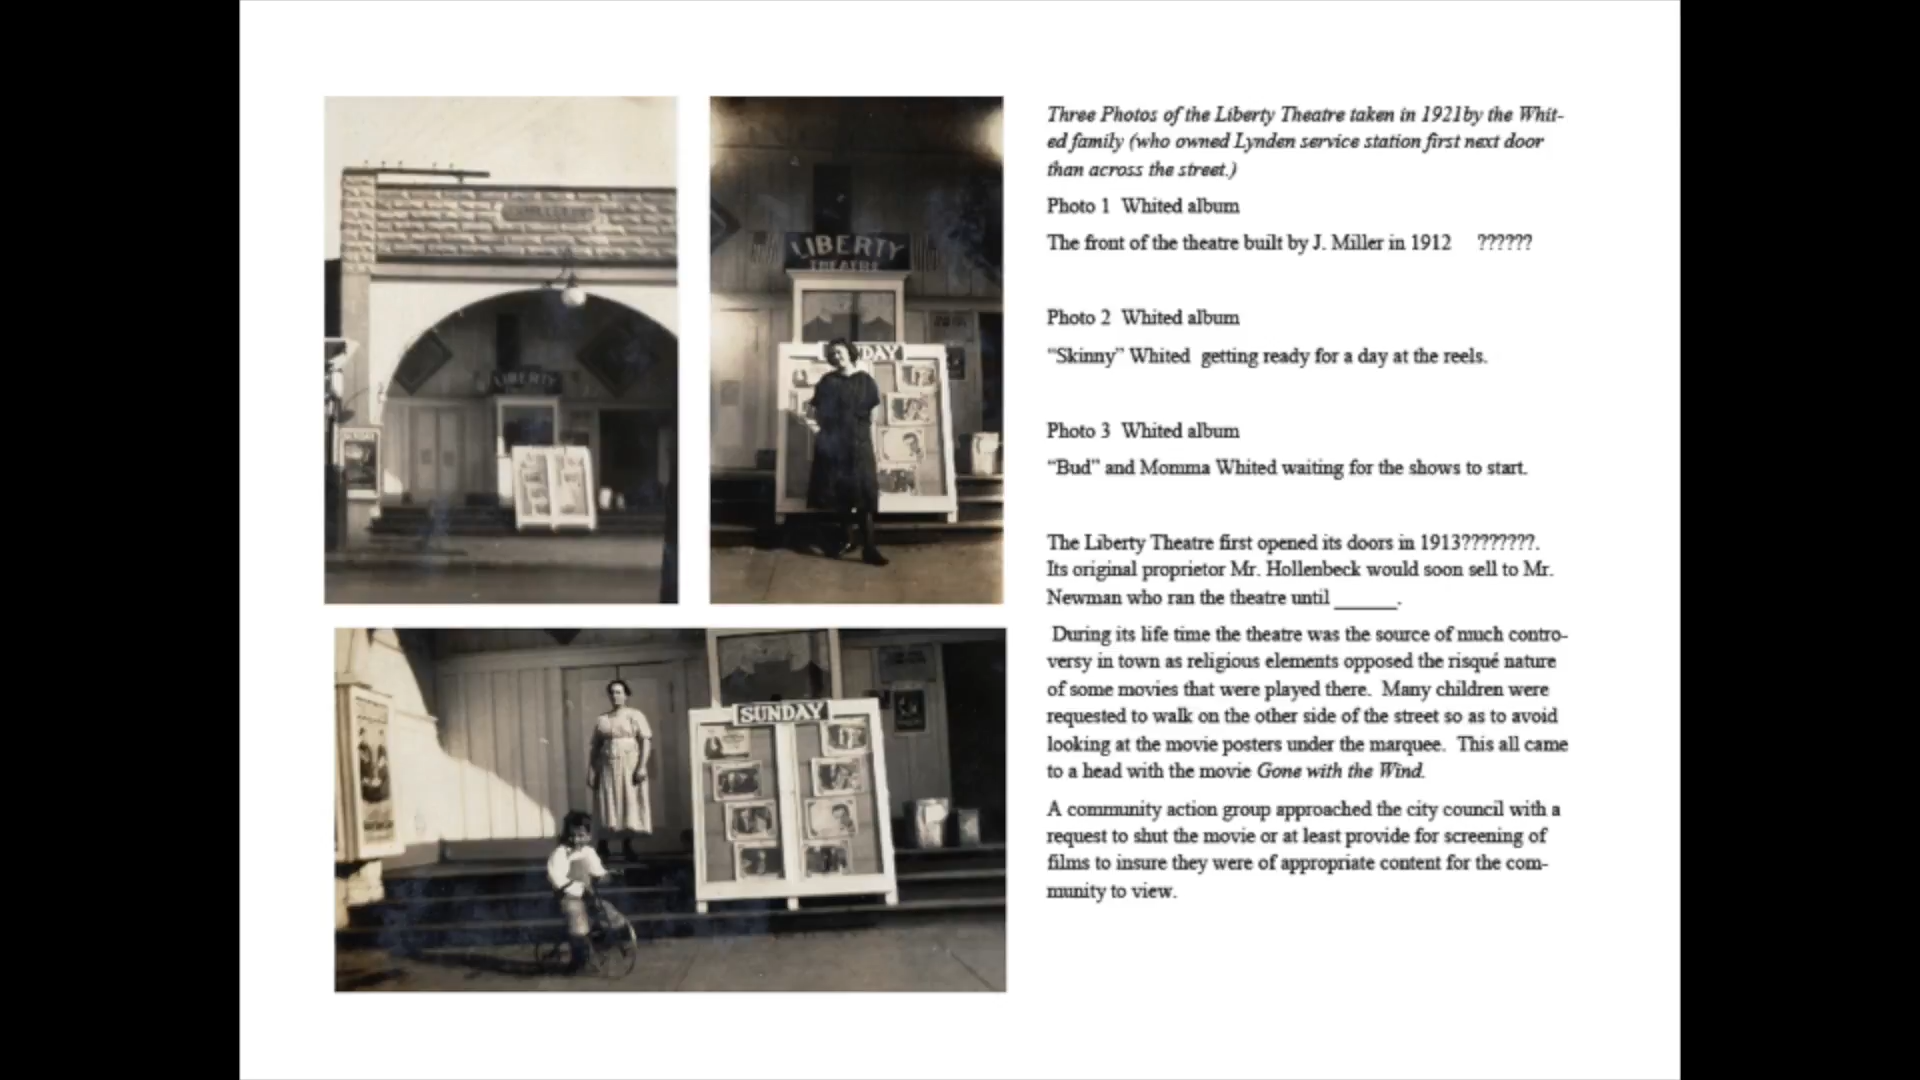 Three Photos of the Liberty Theatre taken in 1921by the Whit-
ed family (who owned Lynden service station first next door
than across the street.)
Photo 1 Whited album
The front of the theatre built by J. Miller in 1912 ??????
Photo 2 Whited album
“Skinny” Whited getting ready for a day at the reels.
Photo 3 Whited album
“Bud” and Momma Whited waiting for the shows to start.
The Liberty Theatre first opened its doors in 1913????????.
Its original proprietor Mr. Hollenbeck would soon sell to Mr.
Newman who ran the theatre until ______.
During its life time the theatre was the source of much contro-
versy in town as religious elements opposed the risqué nature
of some movies that were played there. Many children were
requested to walk on the other side of the street so as to avoid
looking at the movie posters under the marquee. This all came
to a head with the movie Gone with the Wind.
A community action group approached the city council with a
request to shut the movie or at least provide for screening of
films to insure they were of appropriate content for the com-
munity to view.
LIBERTY
LIBERTY
THEATRE
DAY
SUNDAY